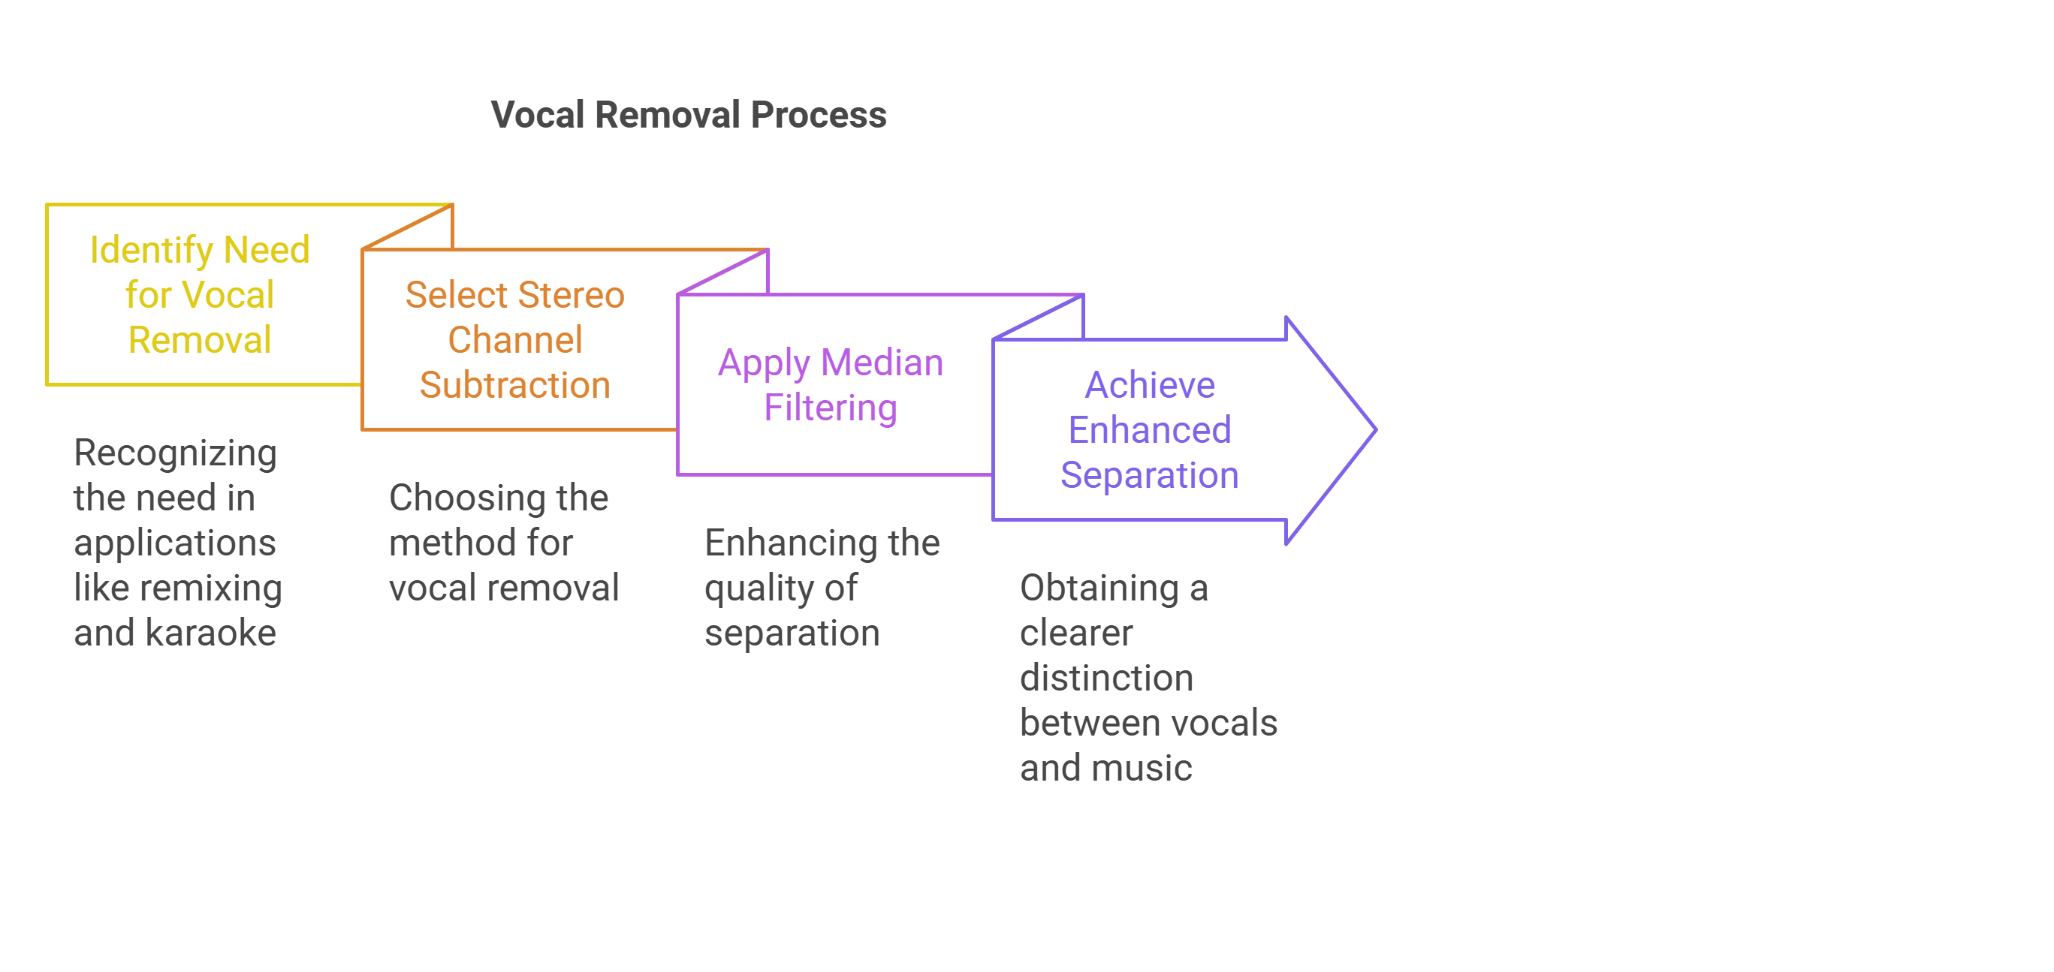 Vocal Removal Process
Identify Need
for Vocal
Removal
Recognizing
the need in
applications
like remixing
and karaoke
Select Stereo
Channel
Subtraction
Choosing the
method for
vocal removal
Apply Median
Filtering
Enhancing the
quality of
separation
Achieve
Enhanced
Separation
Obtaining a
clearer
distinction
between vocals
and music